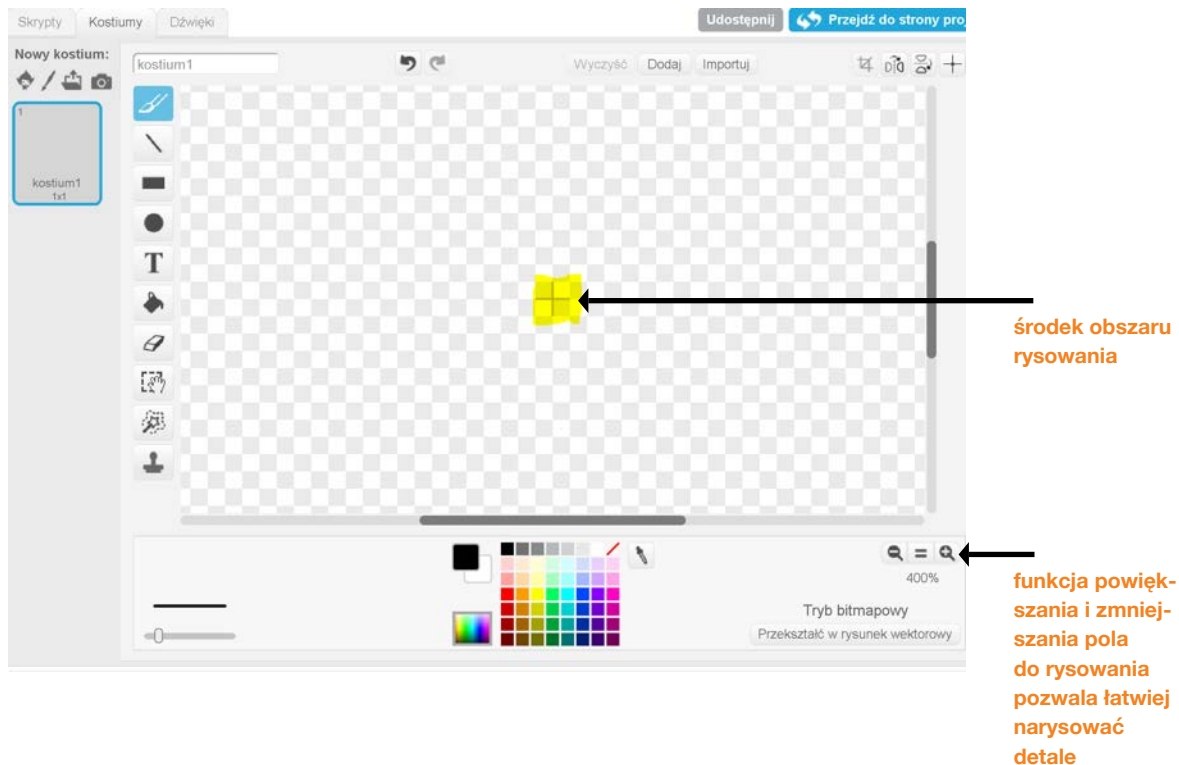 Skrypty Kostiumy Dźwięki Udostępnij Przejdź do strony pro
Nowy kostium:
kostium1 Wyczyść Dodaj Importuj
1
kostium1
1x1
T
środek obszaru
rysowania
400%
Tryb bitmapowy
Przekształć w rysunek wektorowy
funkcja powięk-
szania i zmniej-
szania pola
do rysowania
pozwala łatwiej
narysować
detale